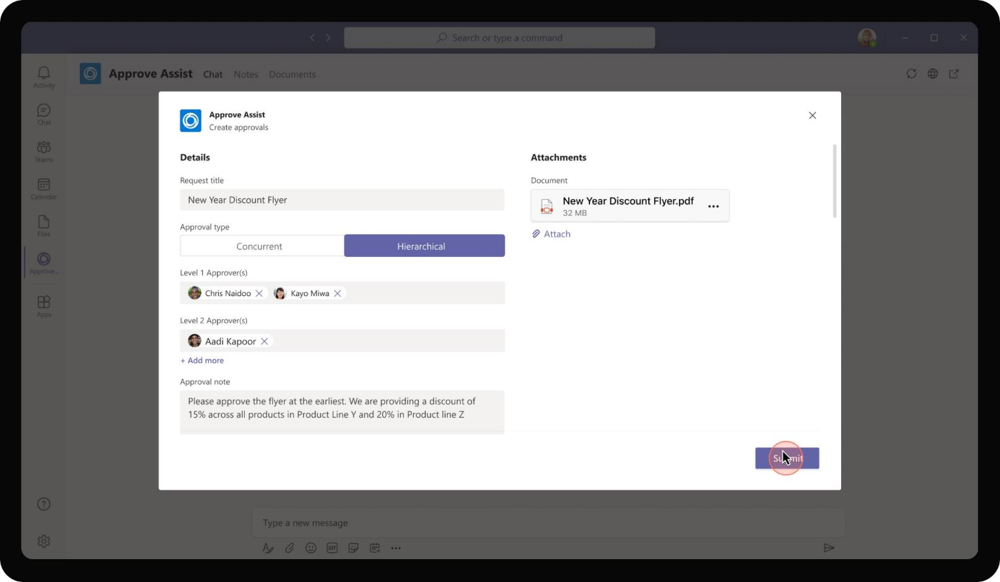 Search or type a command
Activity
Chat
Teams
Calendar
Files
Approve...
Apps
Approve Assist Chat Notes Documents
Approve Assist
Create approvals
Details
Request title
New Year Discount Flyer
Approval type
Concurrent Hierarchical
Level 1 Approver(s)
Chris Naidoo Kayo Miwa
Level 2 Approver(s)
Aadi Kapoor
+ Add more
Approval note
Please approve the flyer at the earliest. We are providing a discount of
15% across all products in Product Line Y and 20% in Product line Z
Attachments
Document
New Year Discount Flyer.pdf
32 MB
Attach
Submit
Type a new message
GIF